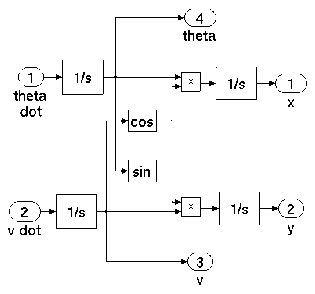 4
theta
1
theta
dot
1/s
x
1/s
1
x
cos
sin
2
v dot
1/s
x
1/s
2
y
3
v